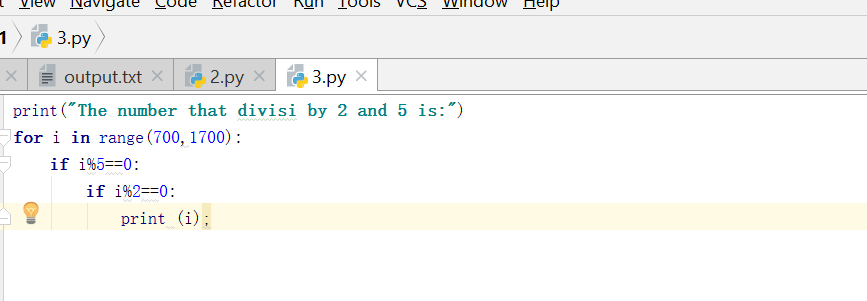 View Navigate Code Refactor Run Tools VCS Window Help
1 3.py
output.txt 2.py 3.py
print("The number that divisi by 2 and 5 is:")
for i in range(700,1700):
if i%5==0:
if i%2==0:
print (i);